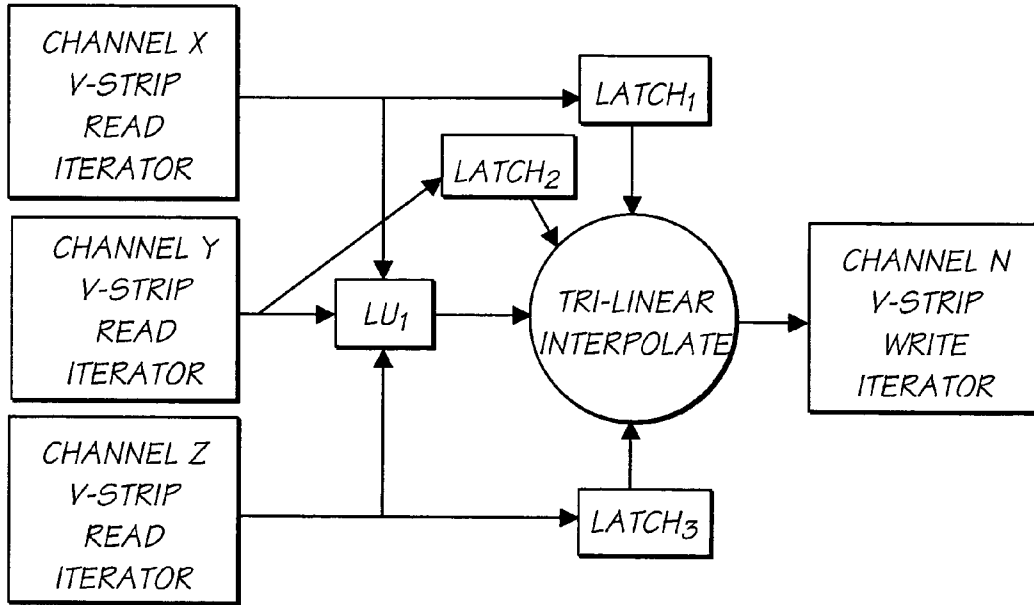 CHANNEL X
V-STRIP
READ
ITERATOR
LATCH₁
LATCH₂
CHANNEL Y
V-STRIP
READ
ITERATOR
LU₁
TRI-LINEAR
INTERPOLATE
CHANNEL N
V-STRIP
WRITE
ITERATOR
CHANNEL Z
V-STRIP
READ
ITERATOR
LATCH₃